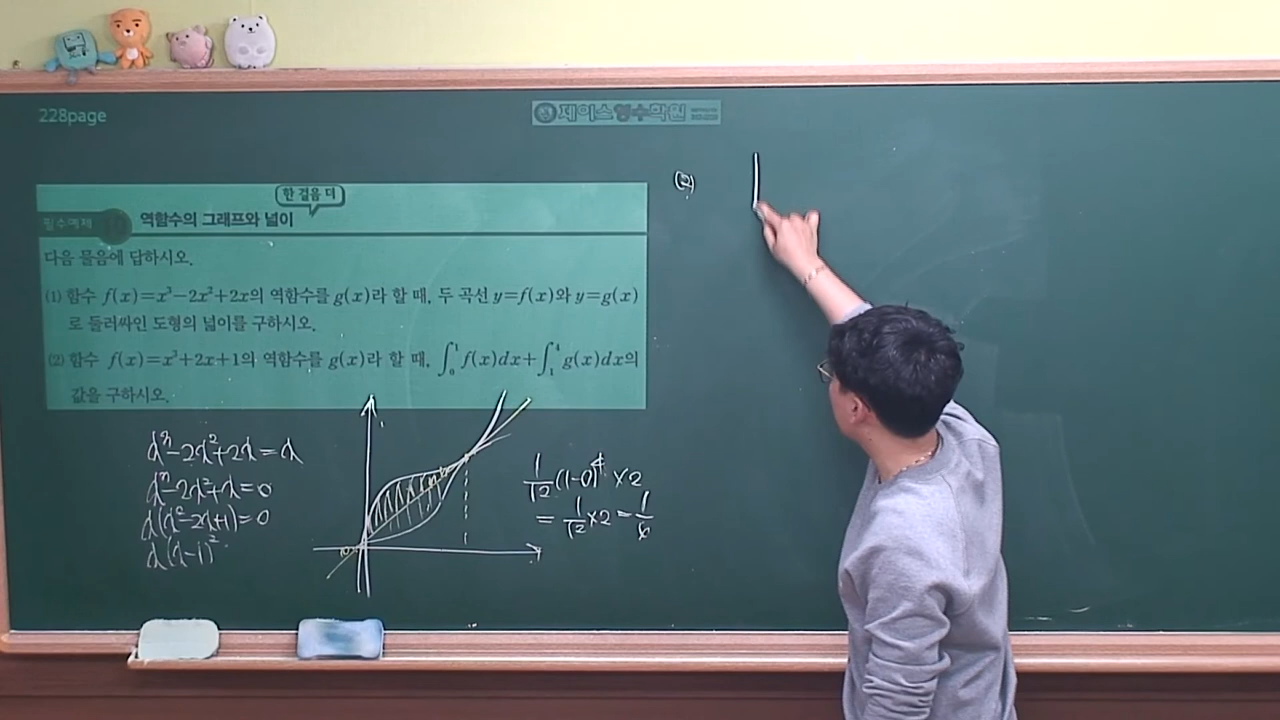 228page
제이스영수학원
한 걸음 더
필수예제 10 역함수의 그래프와 넓이
다음 물음에 답하시오.
(1) 함수 f(x)=x³-2x²+2x의 역함수를 g(x)라 할 때, 두 곡선 y=f(x)와 y=g(x)
로 둘러싸인 도형의 넓이를 구하시오.
(2) 함수 f(x)=x³+2x+1의 역함수를 g(x)라 할 때, ∫₀¹ f(x)dx+∫₁⁴ g(x)dx의
값을 구하시오.
x³-2x²+2x=x
x³-2x²+x=0
x(x²-2x+1)=0
x(x-1)²
1/12(1-0)⁴×2
=1/12×2=1/6
(2)